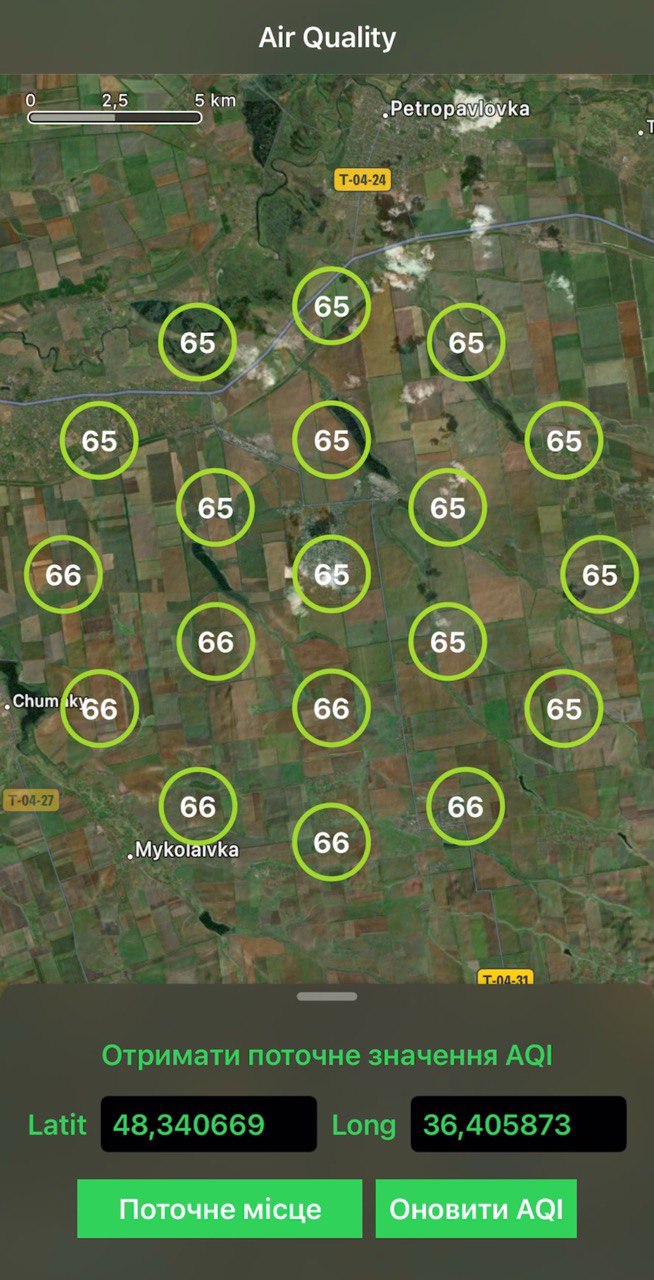 Air Quality
0 2,5 5 km
Petropavlovka
T
T-04-24
65
65 65
65 65 65
65 65
66 65 65
66 65
Chumaky
66 66 65
T-04-27
66 66
66
Mykolaivka
T-04-31
Отримати поточне значення AQI
Latit 48,340669 Long 36,405873
Поточне місце Оновити AQI